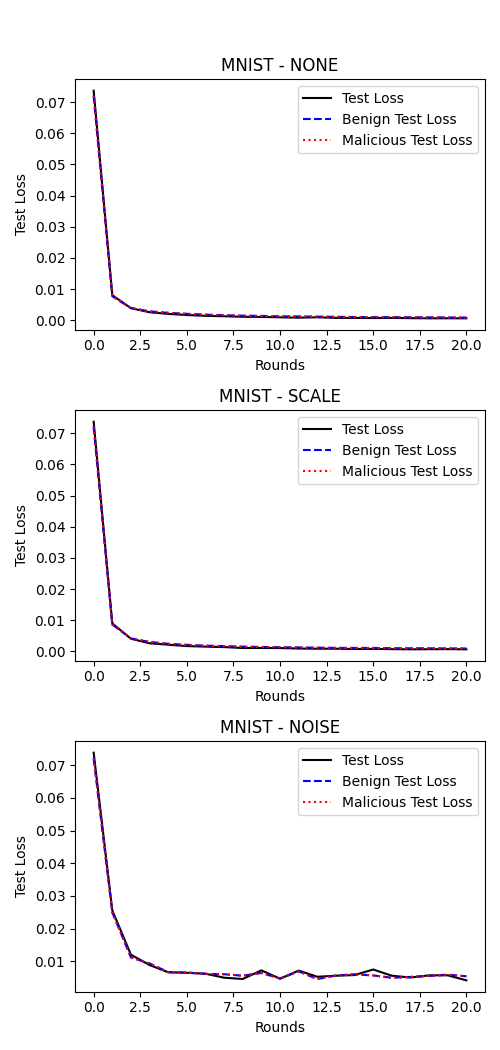 MNIST - NONE
Test Loss
Benign Test Loss
Malicious Test Loss
0.07
0.06
0.05
0.04
0.03
0.02
0.01
0.00
Test Loss
0.0 2.5 5.0 7.5 10.0 12.5 15.0 17.5 20.0
Rounds
MNIST - SCALE
Test Loss
Benign Test Loss
Malicious Test Loss
0.07
0.06
0.05
0.04
0.03
0.02
0.01
0.00
Test Loss
0.0 2.5 5.0 7.5 10.0 12.5 15.0 17.5 20.0
Rounds
MNIST - NOISE
Test Loss
Benign Test Loss
Malicious Test Loss
0.07
0.06
0.05
0.04
0.03
0.02
0.01
Test Loss
0.0 2.5 5.0 7.5 10.0 12.5 15.0 17.5 20.0
Rounds